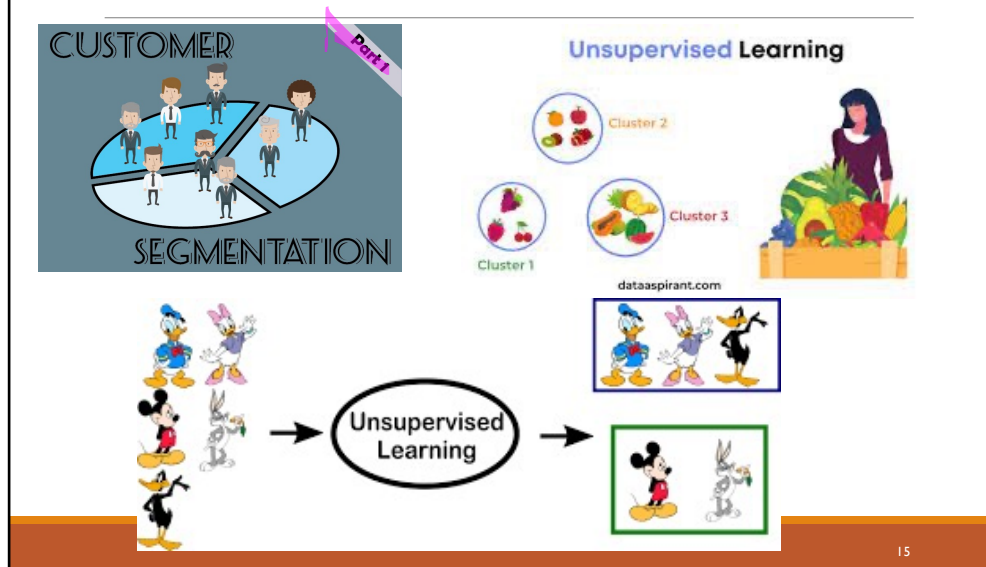 CUSTOMER
Part 1
SEGMENTATION
Unsupervised Learning
Cluster 2
Cluster 3
Cluster 1
dataaspirant.com
Unsupervised
Learning
15